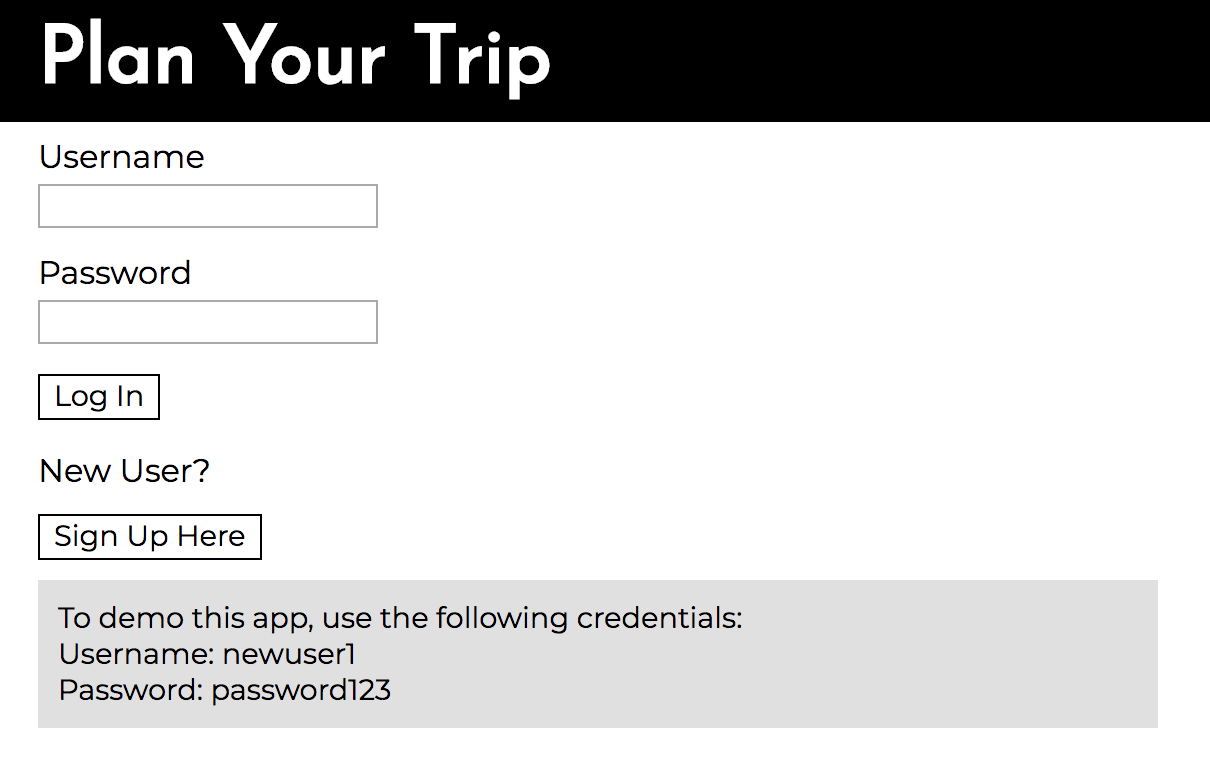 Plan Your Trip
Username
Password
Log In
New User?
Sign Up Here
To demo this app, use the following credentials:
Username: newuser1
Password: password123